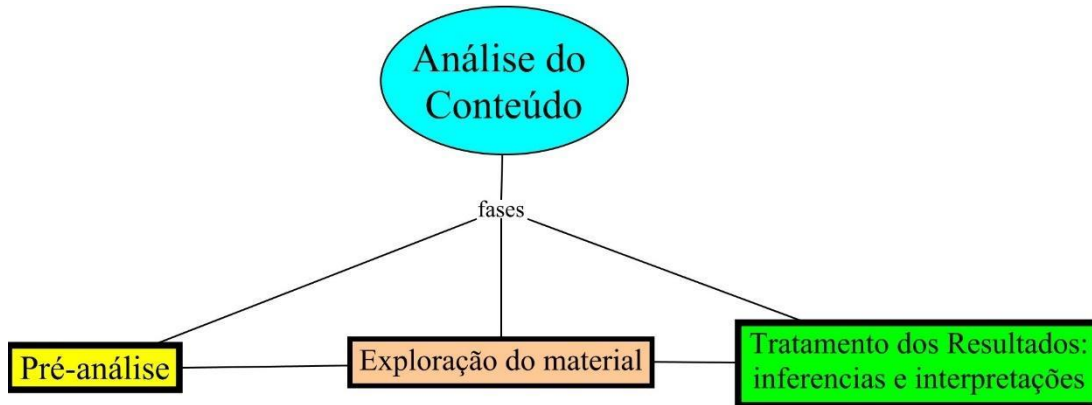 Análise do
Conteúdo
fases
Pré-análise
Exploração do material
Tratamento dos Resultados:
inferencias e interpretações